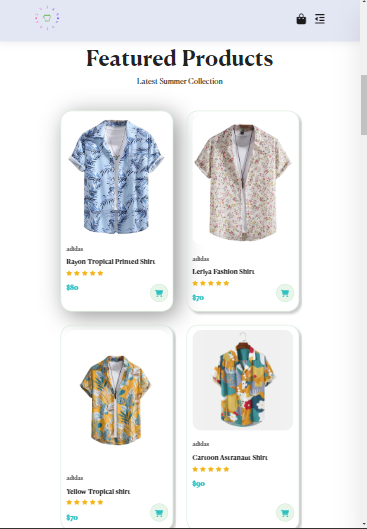 Featured Products
Latest Summer Collection
adidas
Rayon Tropical Printed Shirt
$80
adidas
Leriya Fashion Shirt
$70
adidas
Yellow Tropical shirt
$70
adidas
Cartoon Astranaut Shirt
$90